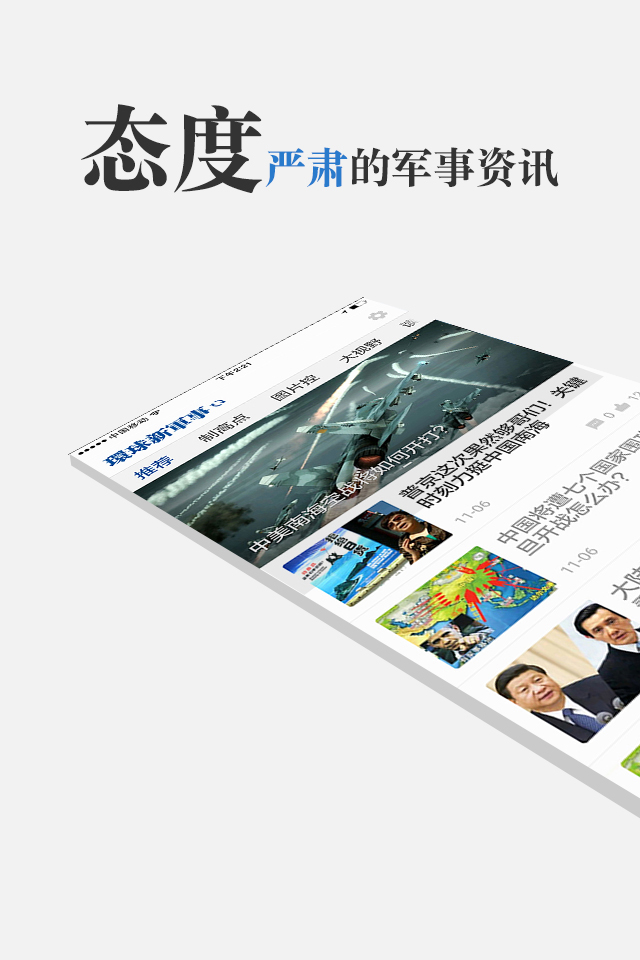 态度严肃的军事资讯
中国移动
下午2:21
環球新軍事
推荐
制高点
图片控
大视野
中美南海空战将如何开打?
普京这次果然够哥们！关键
时刻力挺中国南海
11-06
0
12
中国将遭七个国家围
旦开战怎么办?
11-06
大陆